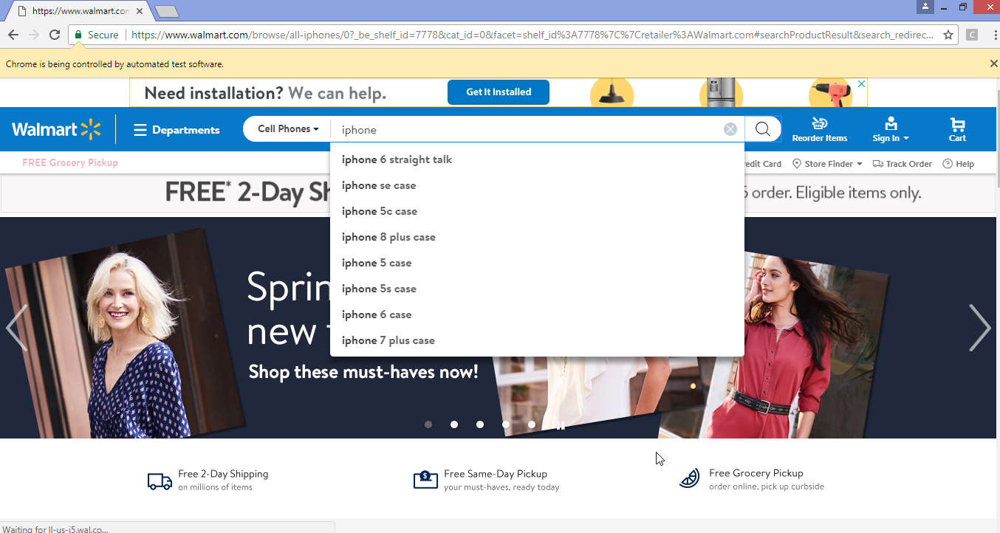 https://www.walmart.con
Secure
https://www.walmart.com/browse/all-iphones/0?_be_shelf_id=7778&cat_id=0&facet=shelf_id%3A7778%7C%7Cretailer%3AWalmart.com#searchProductResult&search_redirec...
C
Chrome is being controlled by automated test software.
Need installation? We can help.
Get It Installed
Walmart
Departments
Cell Phones
iphone
Reorder Items
Sign In
Cart
FREE Grocery Pickup
edit Card
Store Finder
Track Order
Help
FREE* 2-Day Sh
order. Eligible items only.
iphone 6 straight talk
iphone se case
iphone 5c case
iphone 8 plus case
iphone 5 case
iphone 5s case
iphone 6 case
iphone 7 plus case
Sprin
new
Shop these must-haves now!
Free 2-Day Shipping
on millions of items
Free Same-Day Pickup
your must-haves, ready today
Free Grocery Pickup
order online, pick up curbside
Waiting for ll-us-i5.wal.co...